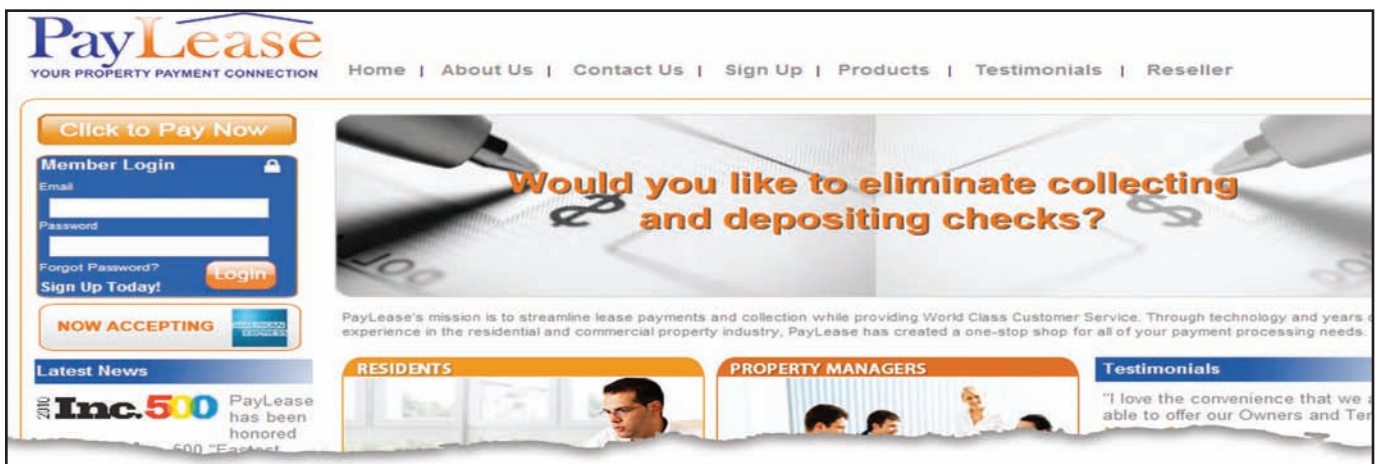 PayLease
YOUR PROPERTY PAYMENT CONNECTION
Home | About Us | Contact Us | Sign Up | Products | Testimonials | Reseller
Click to Pay Now
Member Login
Email
Password
Forgot Password?
Login
Sign Up Today!
NOW ACCEPTING
AMERICAN EXPRESS
Would you like to eliminate collecting
and depositing checks?
PayLease's mission is to streamline lease payments and collection while providing World Class Customer Service. Through technology and years
experience in the residential and commercial property industry, PayLease has created a one-stop shop for all of your payment processing needs.
Latest News
2010 Inc. 500
PayLease
has been
honored
500 "Fastest
RESIDENTS
PROPERTY MANAGERS
Testimonials
"I love the convenience that we
able to offer our Owners and